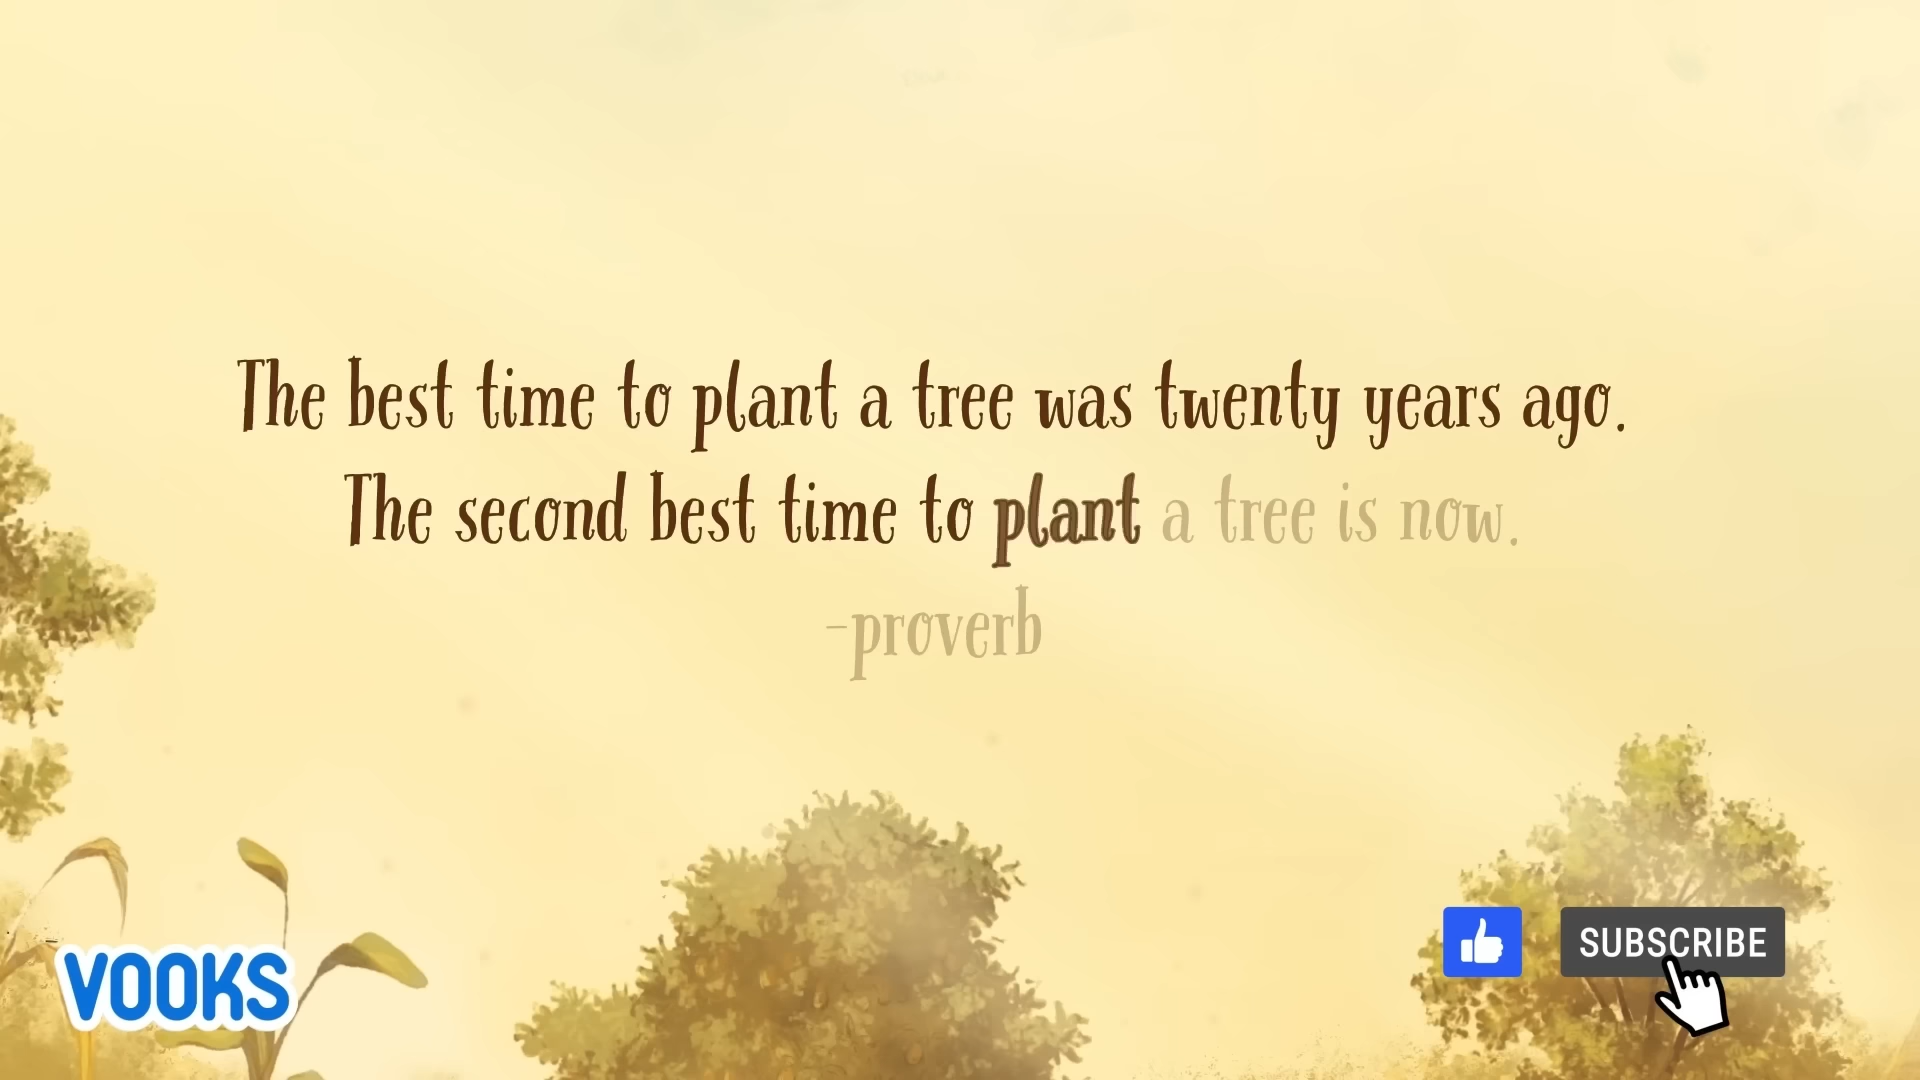 The best time to plant a tree was twenty years ago.
The second best time to plant a tree is now.
-proverb
VOOKS
SUBSCRIBE